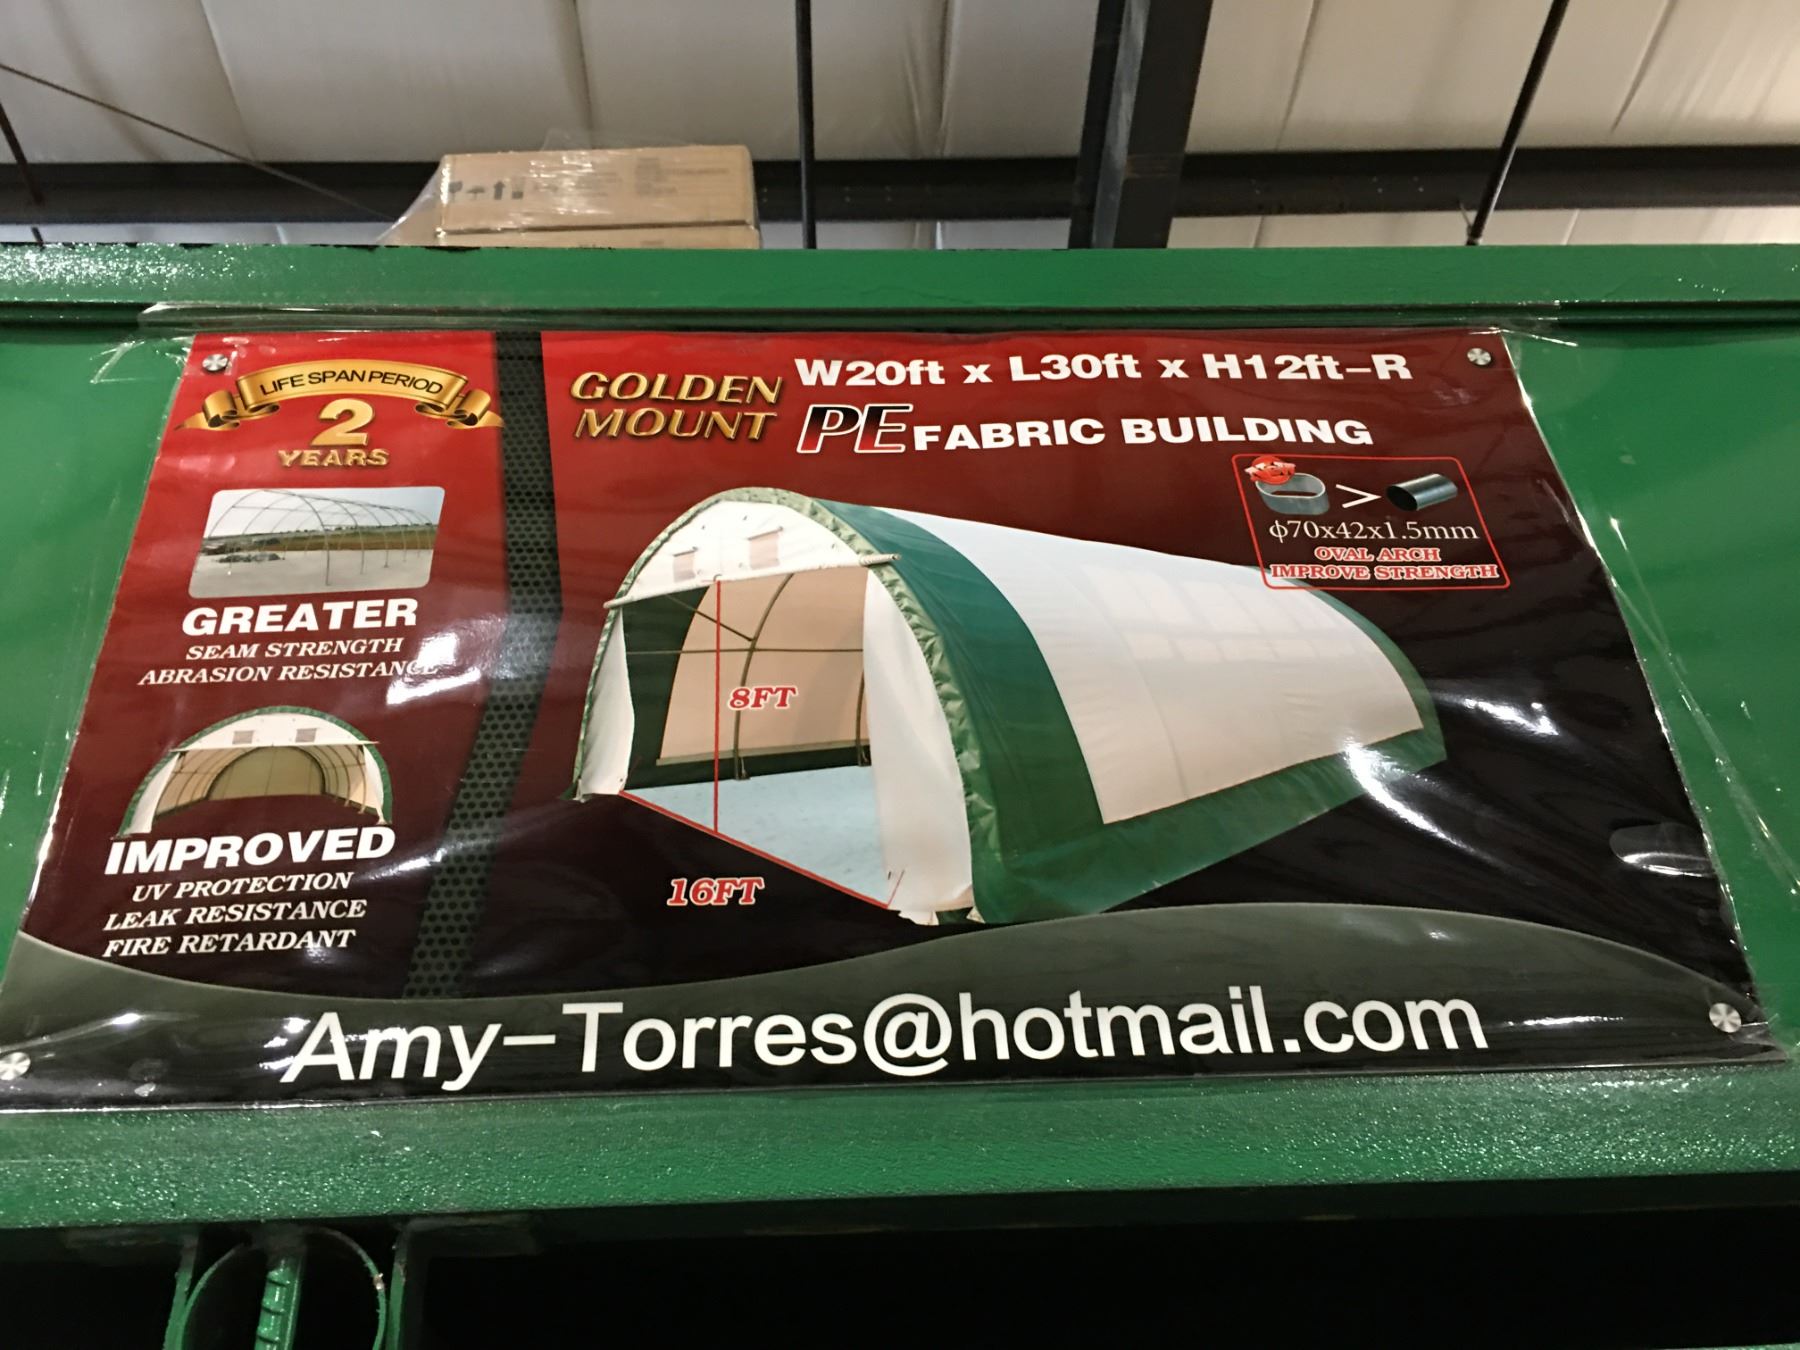 LIFE SPAN PERIOD
2
YEARS
GREATER
SEAM STRENGTH
ABRASION RESISTANCE
IMPROVED
UV PROTECTION
LEAK RESISTANCE
FIRE RETARDANT
GOLDEN
MOUNT
W20ft x L30ft x H12ft-R
PE FABRIC BUILDING
NEW
>
ϕ70x42x1.5mm
OVAL ARCH
IMPROVE STRENGTH
8FT
16FT
Amy-Torres@hotmail.com